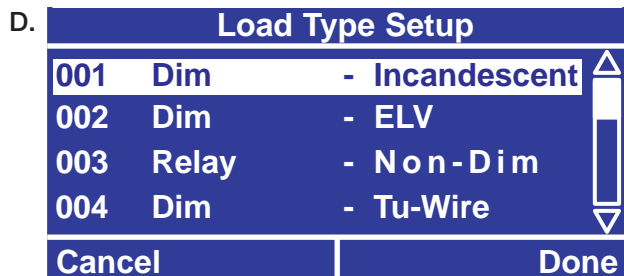 D. Load Type Setup
001 Dim - Incandescent
002 Dim - ELV
003 Relay - Non-Dim
004 Dim - Tu-Wire
Cancel Done